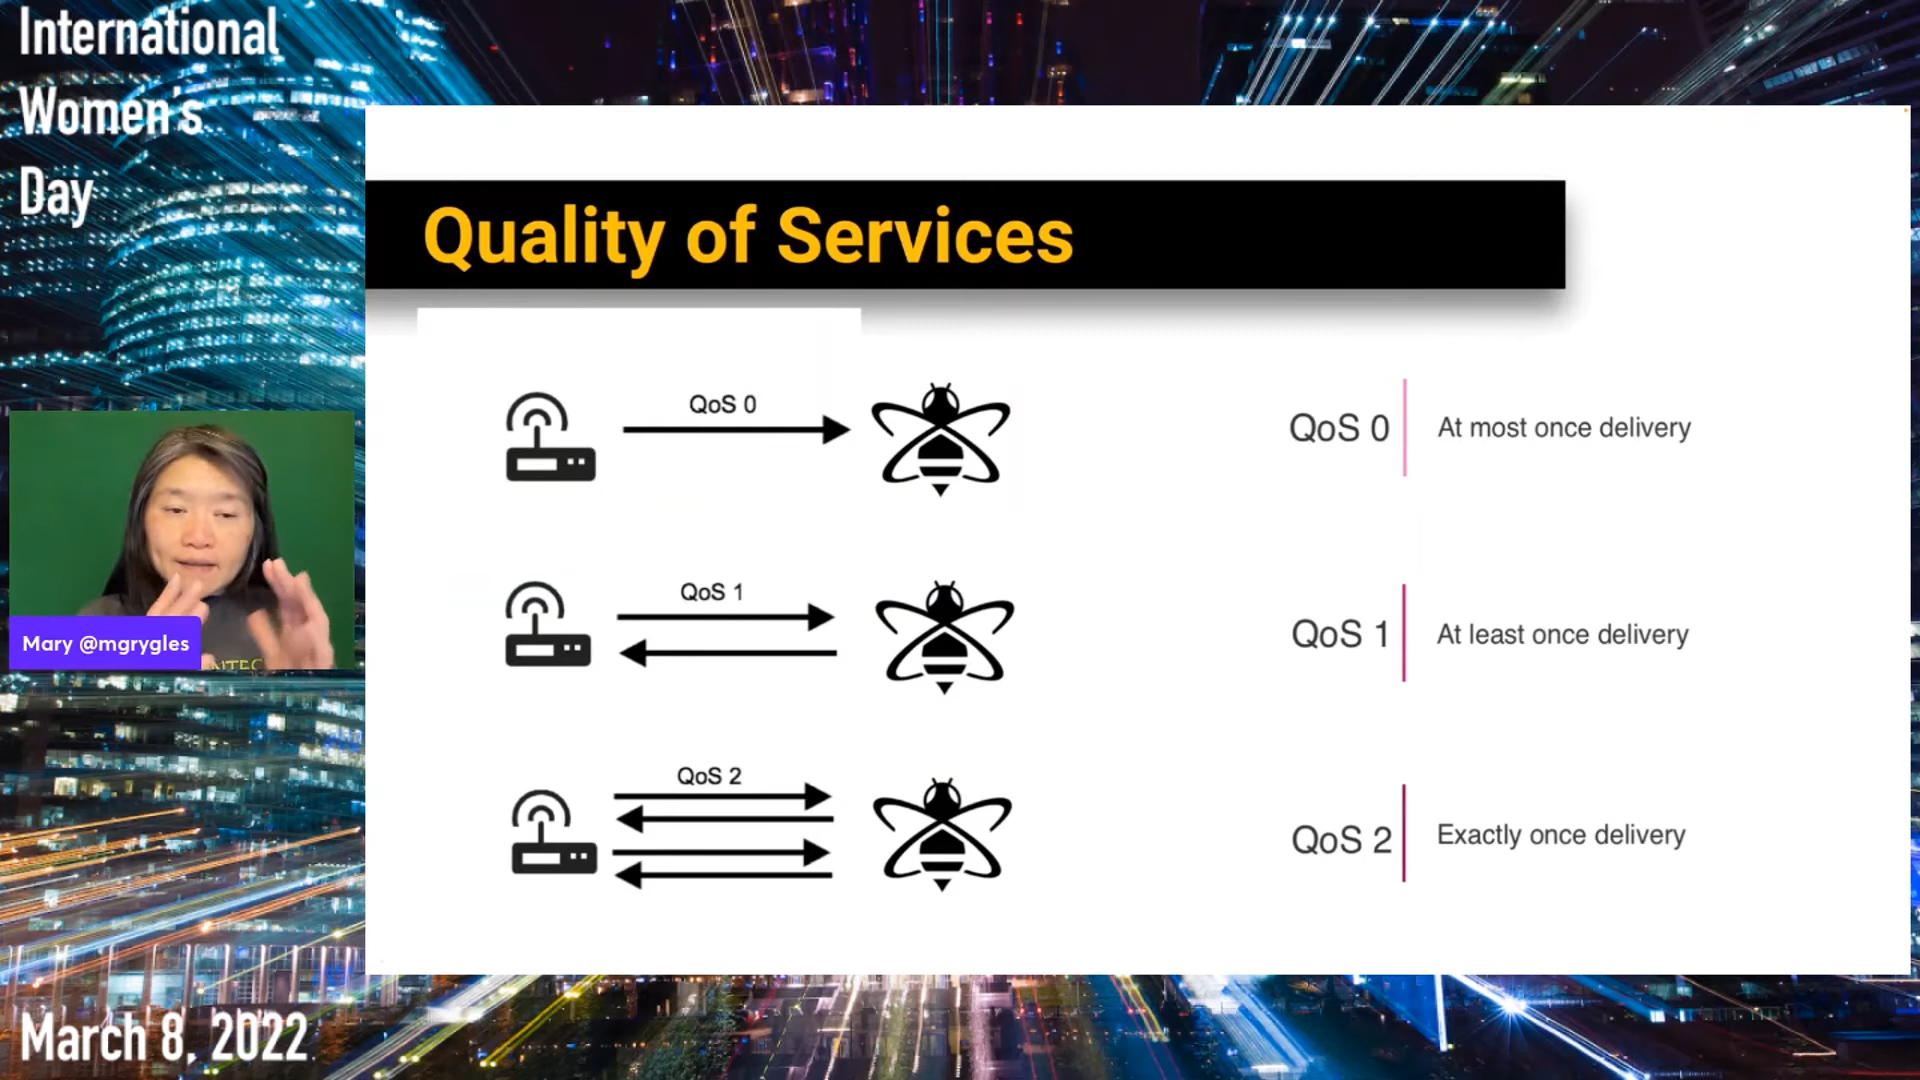 International
Women's
Day
Quality of Services
QoS 0
QoS 0
At most once delivery
QoS 1
QoS 1
At least once delivery
Mary @mgrygles
QoS 2
QoS 2
Exactly once delivery
March 8, 2022